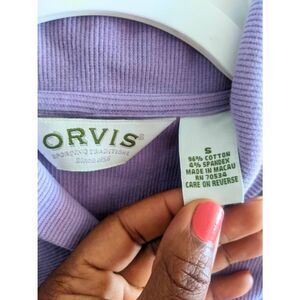 ORVIS
SPORTING TRADITIONS
Since 1856
S
96% COTTON
4% SPANDEX
MADE IN MACAU
RN 70534
CARE ON REVERSE